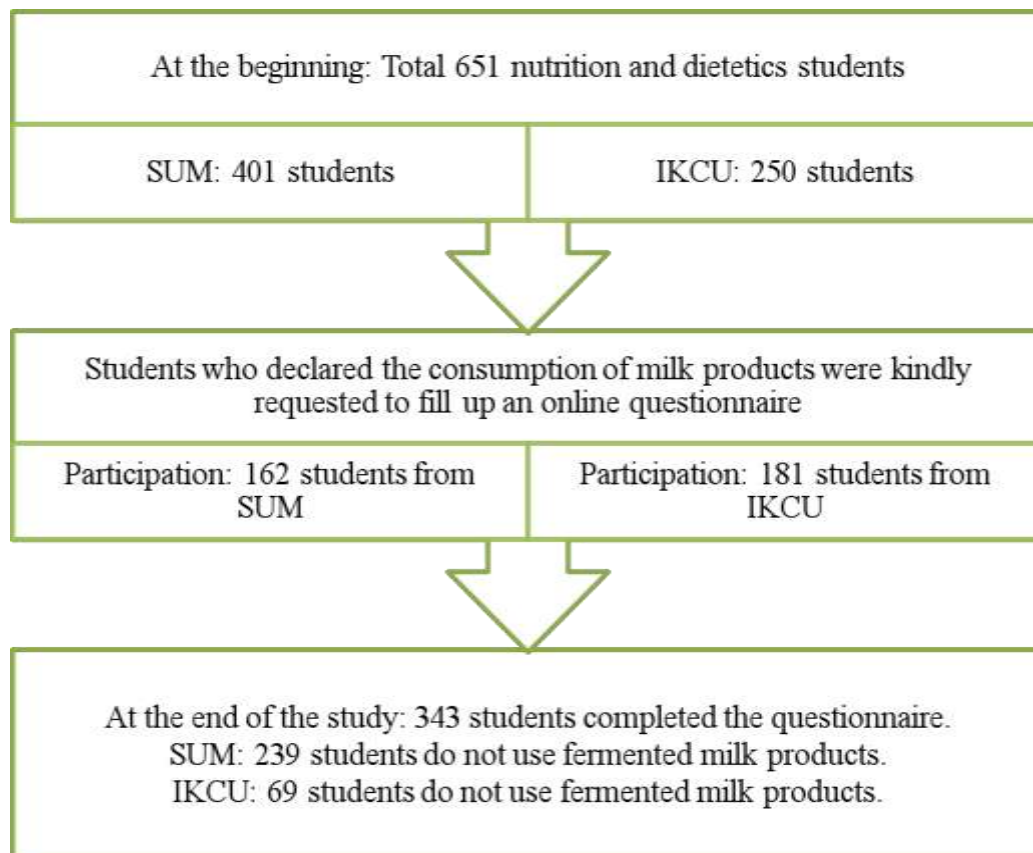 At the beginning: Total 651 nutrition and dietetics students
SUM: 401 students
IKCU: 250 students
Students who declared the consumption of milk products were kindly
requested to fill up an online questionnaire
Participation: 162 students from
SUM
Participation: 181 students from
IKCU
At the end of the study: 343 students completed the questionnaire.
SUM: 239 students do not use fermented milk products.
IKCU: 69 students do not use fermented milk products.